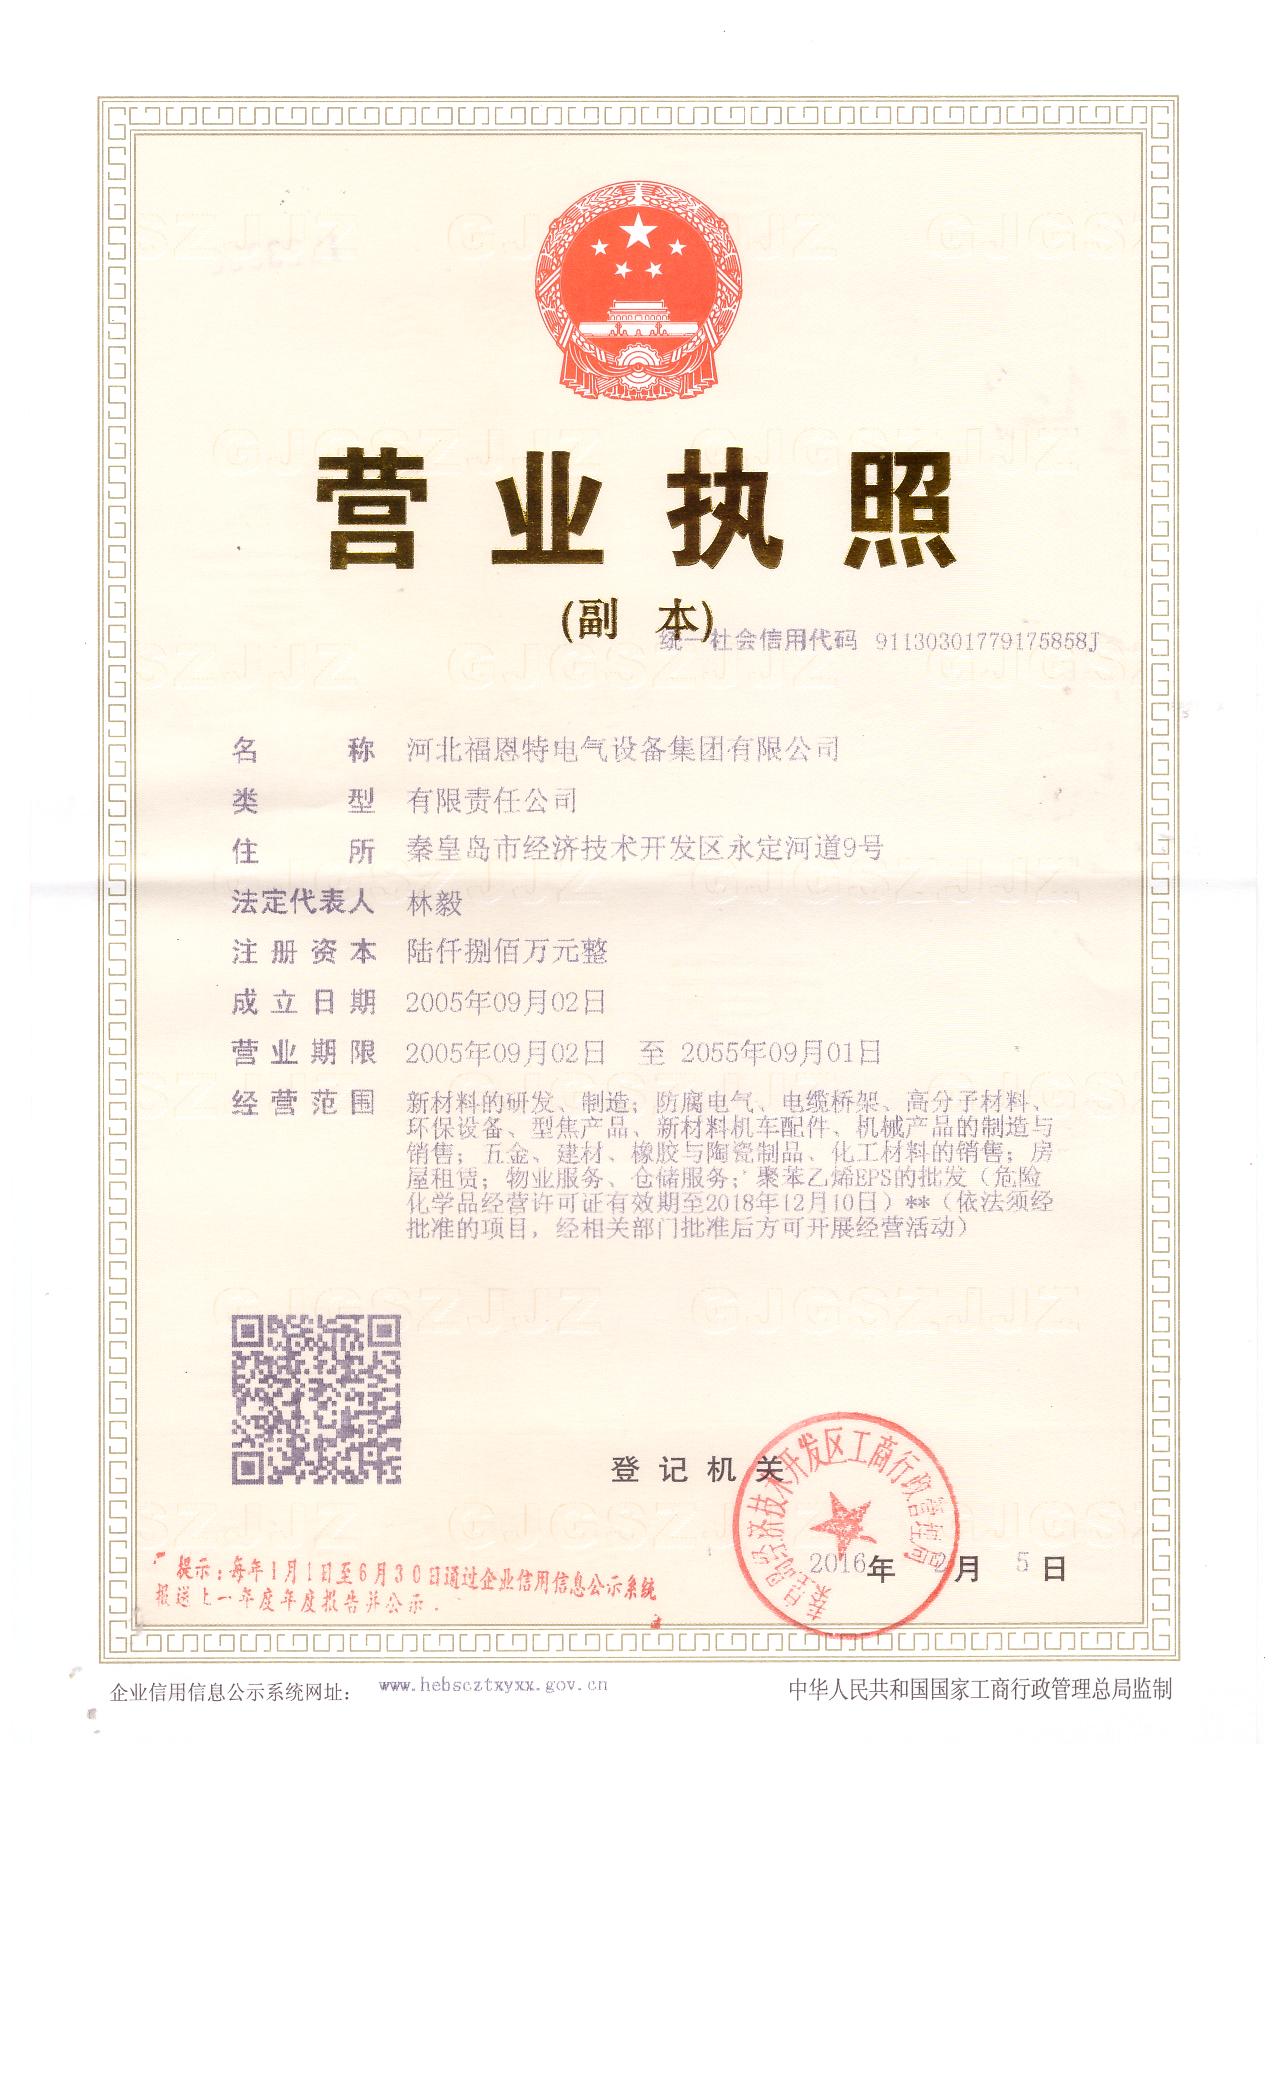 营业执照
(副 本)
统一社会信用代码 91130301779175858J
名 称 河北福恩特电气设备集团有限公司
类 型 有限责任公司
住 所 秦皇岛市经济技术开发区永定河道9号
法定代表人 林毅
注册资本 陆仟捌佰万元整
成立日期 2005年09月02日
营业期限 2005年09月02日 至 2055年09月01日
经营范围 新材料的研发、制造；防腐电气、电缆桥架、高分子材料、
环保设备、型焦产品、新材料机车配件、机械产品的制造与
销售；五金、建材、橡胶与陶瓷制品、化工材料的销售；房
屋租赁；物业服务、仓储服务；聚苯乙烯EPS的批发（危险
化学品经营许可证有效期至2018年12月10日）**（依法须经
批准的项目，经相关部门批准后方可开展经营活动）
登记机关
秦皇岛经济技术开发区工商行政管理局
2016年 月 5日
提示：每年1月1日至6月30日通过企业信用信息公示系统
报送上一年度年度报告并公示．
企业信用信息公示系统网址： www.hebscztxyxx.gov.cn
中华人民共和国国家工商行政管理总局监制